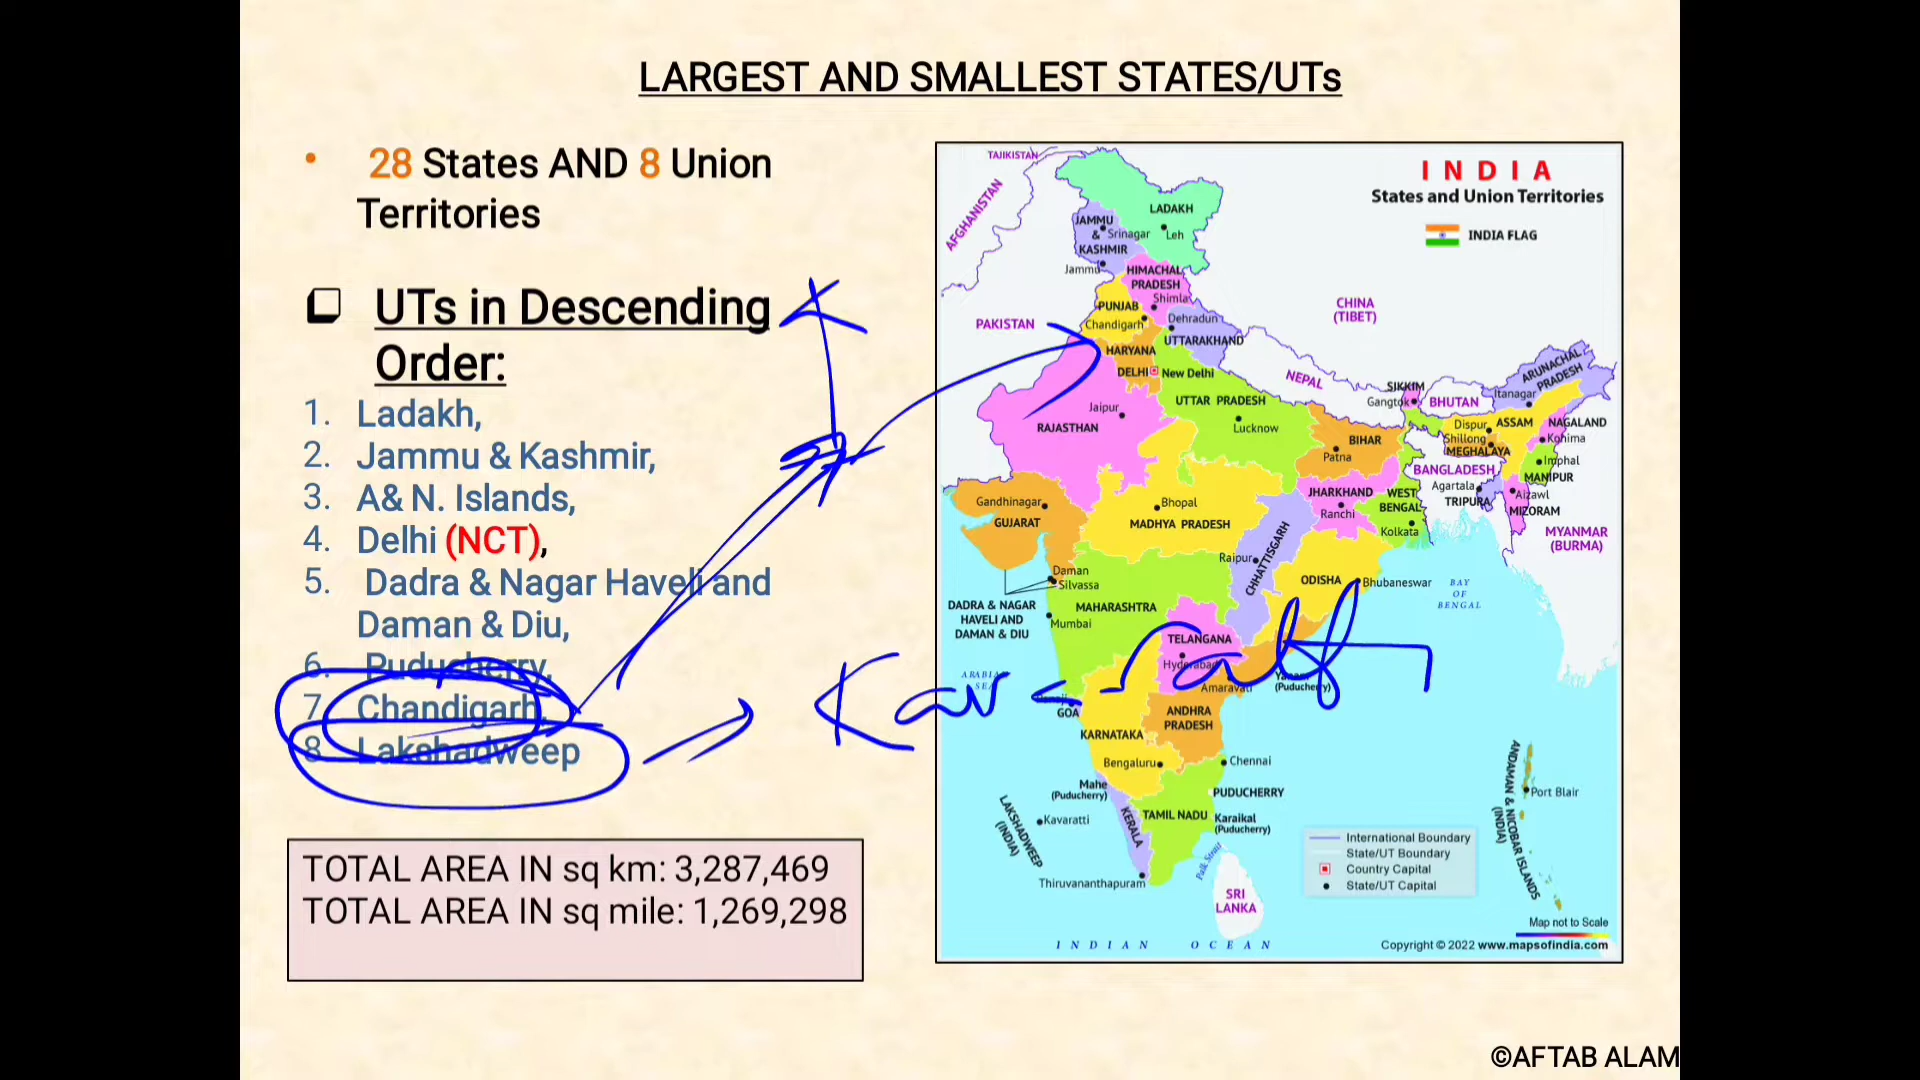 LARGEST AND SMALLEST STATES/UTs
• 28 States AND 8 Union
Territories
❑ UTs in Descending
Order:
1. Ladakh,
2. Jammu & Kashmir,
3. A& N. Islands,
4. Delhi (NCT),
5. Dadra & Nagar Haveli and
Daman & Diu,
6. Puducherry,
7. Chandigarh,
8. Lakshadweep
TOTAL AREA IN sq km: 3,287,469
TOTAL AREA IN sq mile: 1,269,298
INDIA
States and Union Territories
INDIA FLAG
TAJIKISTAN
AFGHANISTAN
LADAKH
Leh
JAMMU
&
KASHMIR
Srinagar
Jammu
HIMACHAL
PRADESH
Shimla
PUNJAB
Chandigarh
Dehradun
UTTARAKHAND
PAKISTAN
CHINA
(TIBET)
HARYANA
DELHI
New Delhi
NEPAL
SIKKIM
Gangtok
BHUTAN
ARUNACHAL
PRADESH
Itanagar
UTTAR PRADESH
Lucknow
Jaipur
RAJASTHAN
BIHAR
Patna
Dispur
ASSAM
NAGALAND
Kohima
Shillong
MEGHALAYA
Imphal
MANIPUR
BANGLADESH
Agartala
TRIPURA
Aizawl
MIZORAM
MYANMAR
(BURMA)
Gandhinagar
GUJARAT
Bhopal
MADHYA PRADESH
JHARKHAND
Ranchi
WEST
BENGAL
Kolkata
CHHATTISGARH
Raipur
ODISHA
Bhubaneswar
BAY
OF
BENGAL
Daman
Silvassa
DADRA & NAGAR
HAVELI AND
DAMAN & DIU
MAHARASHTRA
Mumbai
TELANGANA
Hyderabad
Amaravati
Yanam
(Puducherry)
ARABIAN
SEA
GOA
KARNATAKA
ANDHRA
PRADESH
Bengaluru
Chennai
Mahe
(Puducherry)
PUDUCHERRY
KERALA
TAMIL NADU
Karaikal
(Puducherry)
Kavaratti
LAKSHADWEEP
(INDIA)
Thiruvananthapuram
Palk Strait
SRI
LANKA
Port Blair
ANDAMAN & NICOBAR ISLANDS
(INDIA)
International Boundary
State/UT Boundary
Country Capital
State/UT Capital
Map not to Scale
INDIAN OCEAN
Copyright © 2022 www.mapsofindia.com
©AFTAB ALAM